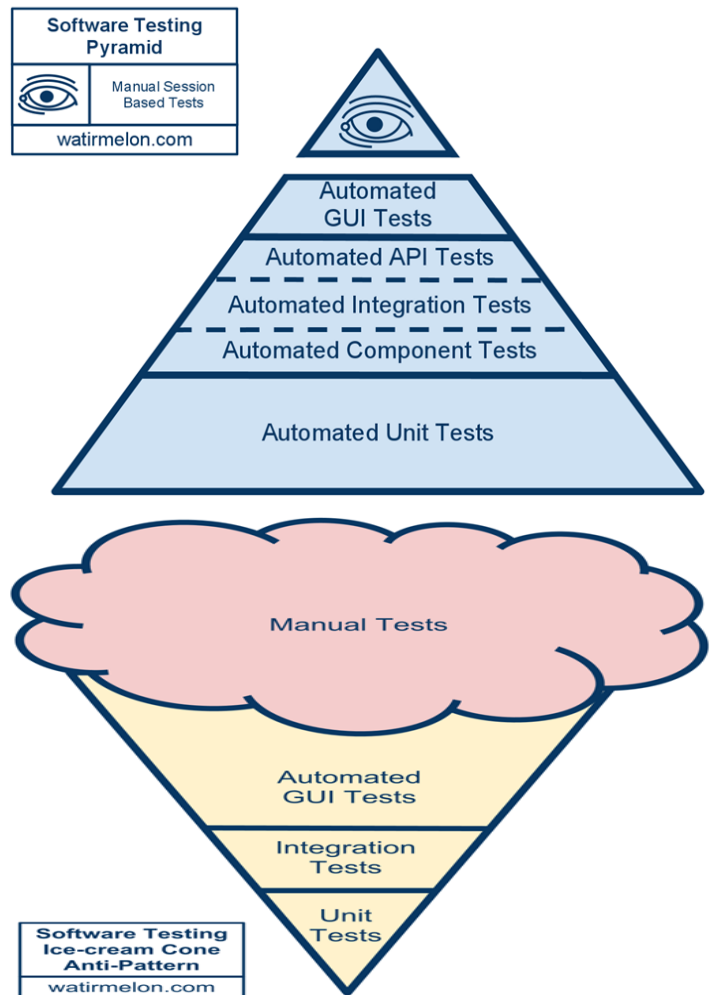 Software Testing
Pyramid
Manual Session
Based Tests
watirmelon.com
Automated
GUI Tests
Automated API Tests
Automated Integration Tests
Automated Component Tests
Automated Unit Tests
Manual Tests
Automated
GUI Tests
Integration
Tests
Unit
Tests
Software Testing
Ice-cream Cone
Anti-Pattern
watirmelon.com